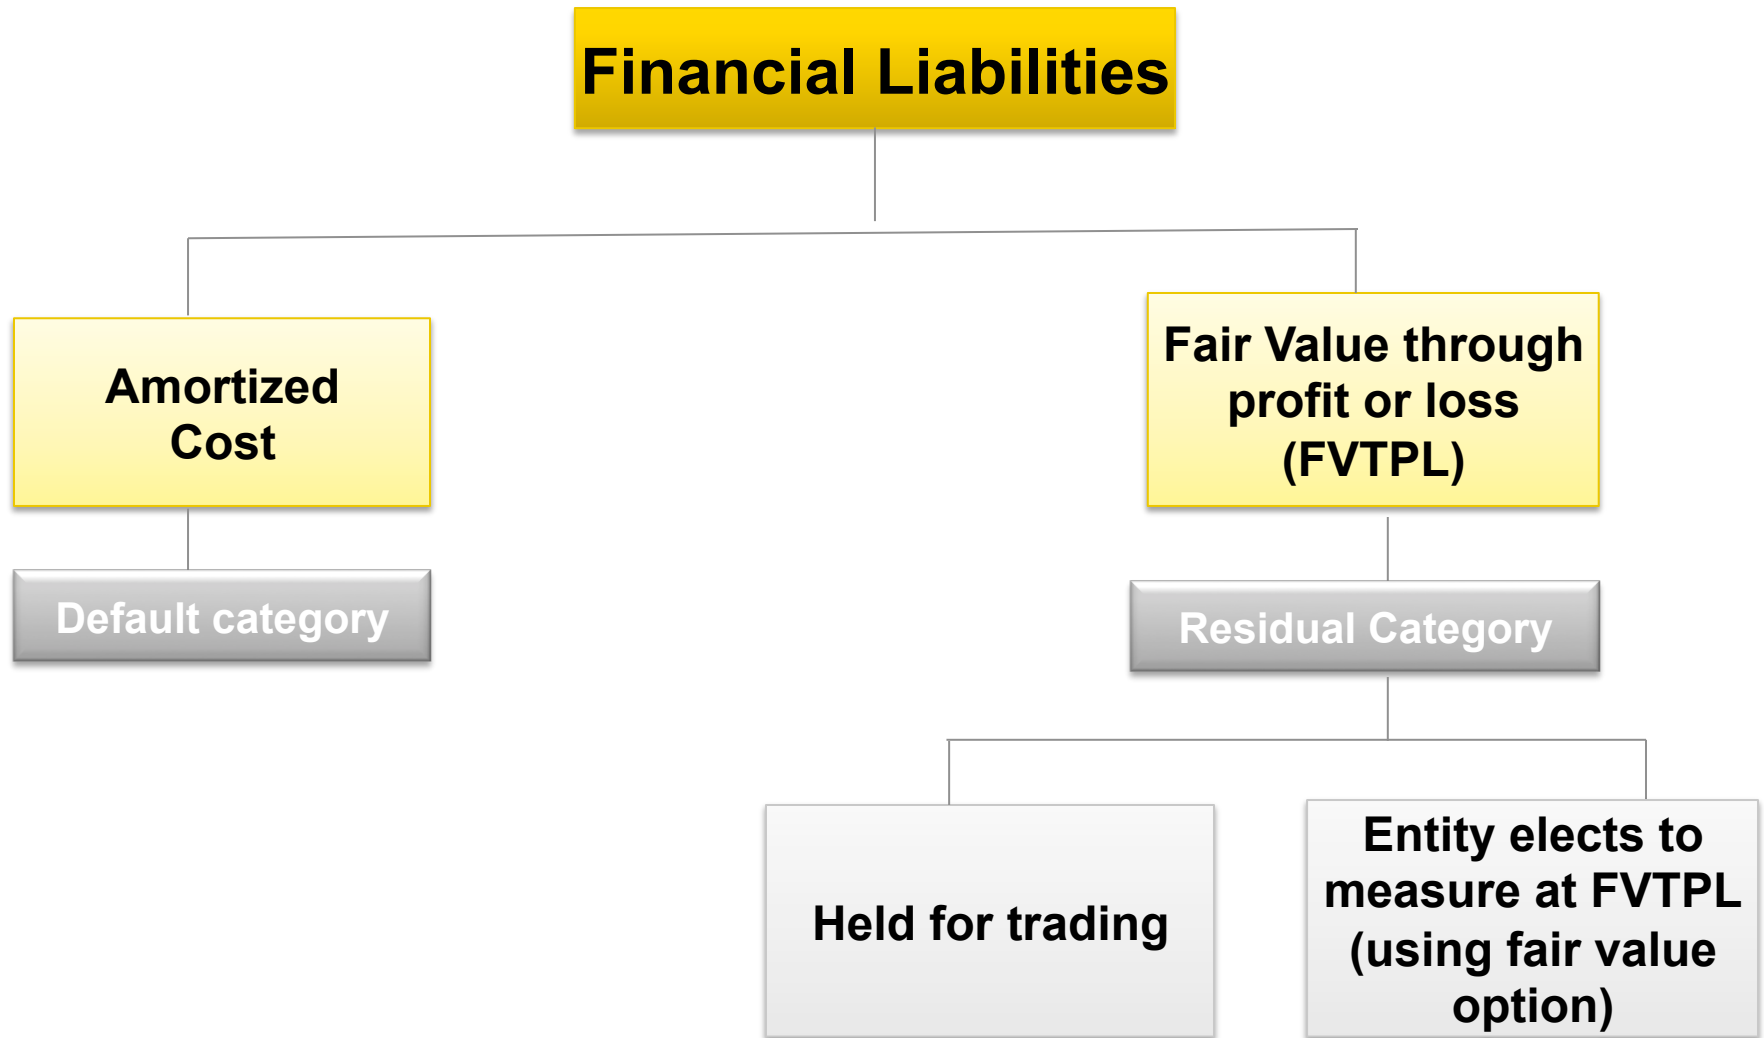 Financial Liabilities
Amortized
Cost
Fair Value through
profit or loss
(FVTPL)
Default category
Residual Category
Held for trading
Entity elects to
measure at FVTPL
(using fair value
option)